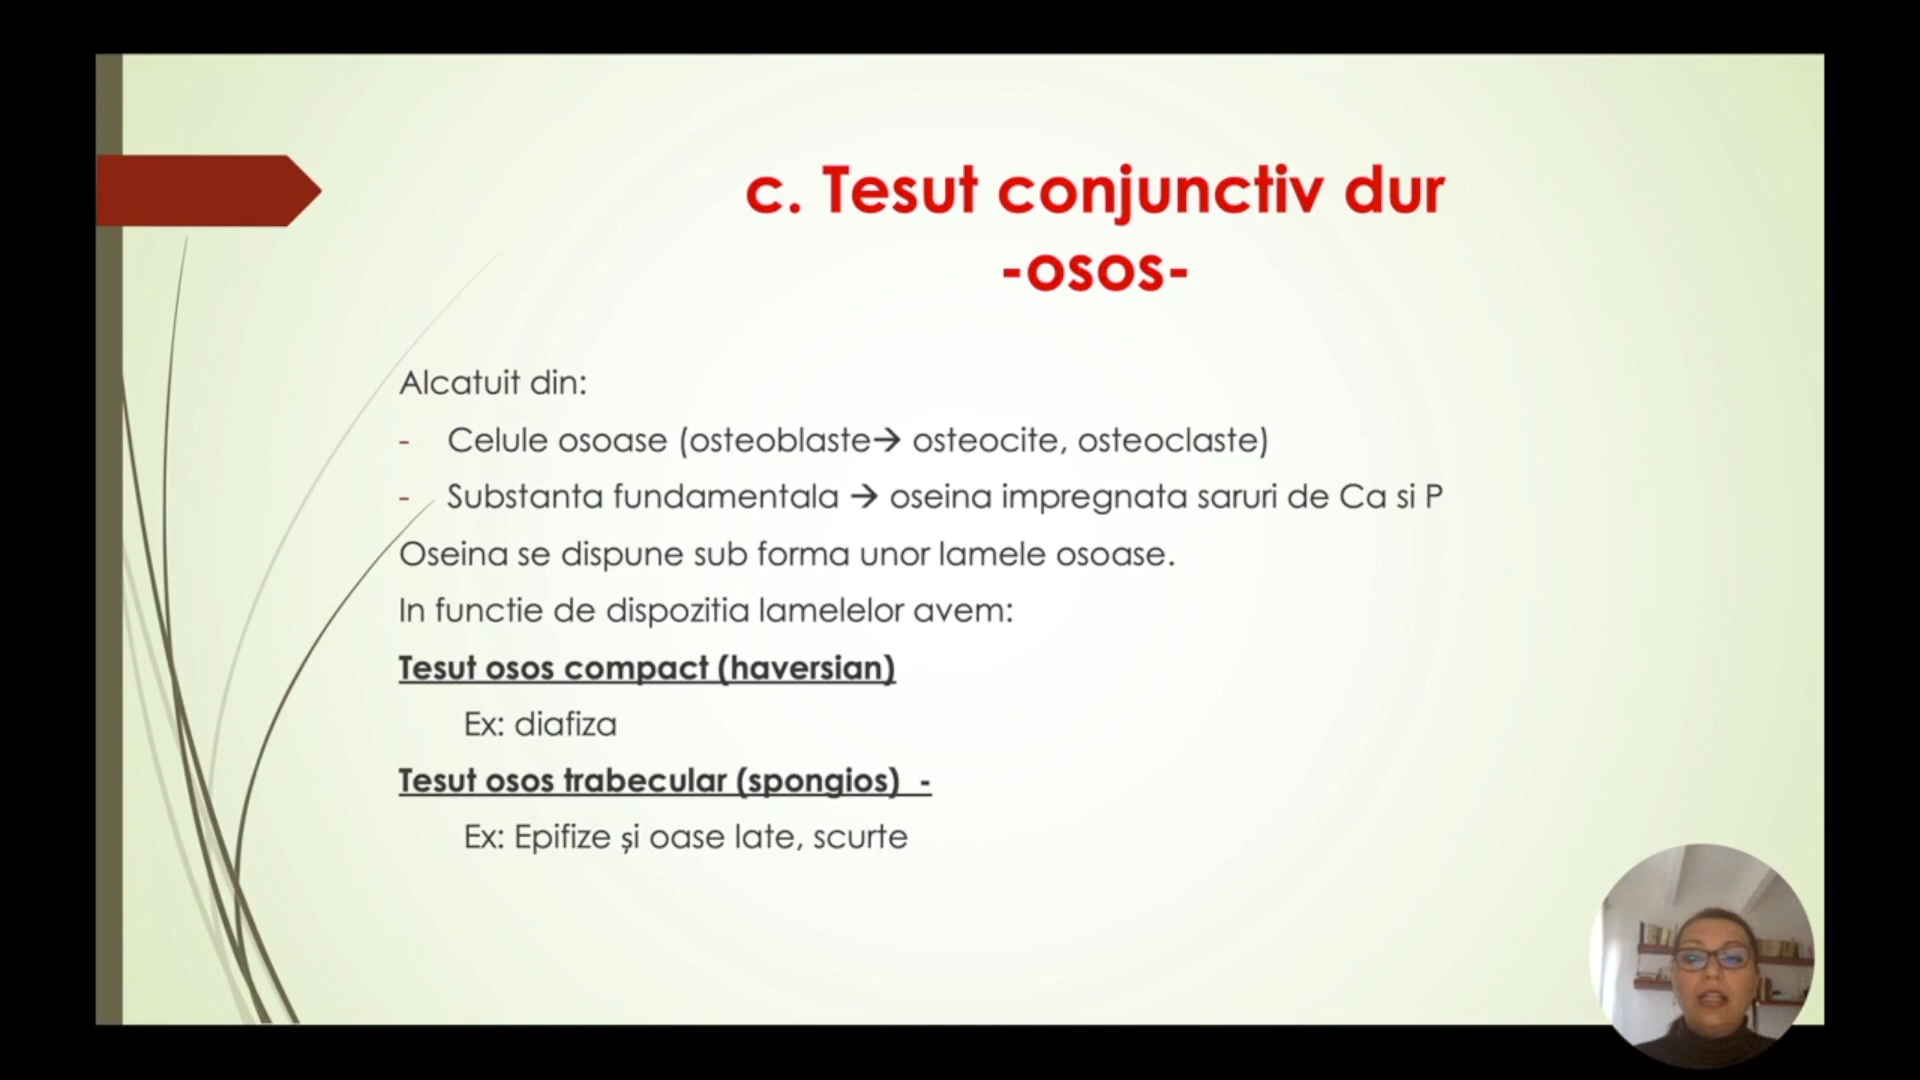 c. Tesut conjunctiv dur
-osos-
Alcatuit din:
- Celule osoase (osteoblaste→ osteocite, osteoclaste)
- Substanta fundamentala → oseina impregnata saruri de Ca si P
Oseina se dispune sub forma unor lamele osoase.
In functie de dispozitia lamelelor avem:
Tesut osos compact (haversian)
Ex: diafiza
Tesut osos trabecular (spongios) -
Ex: Epifize și oase late, scurte